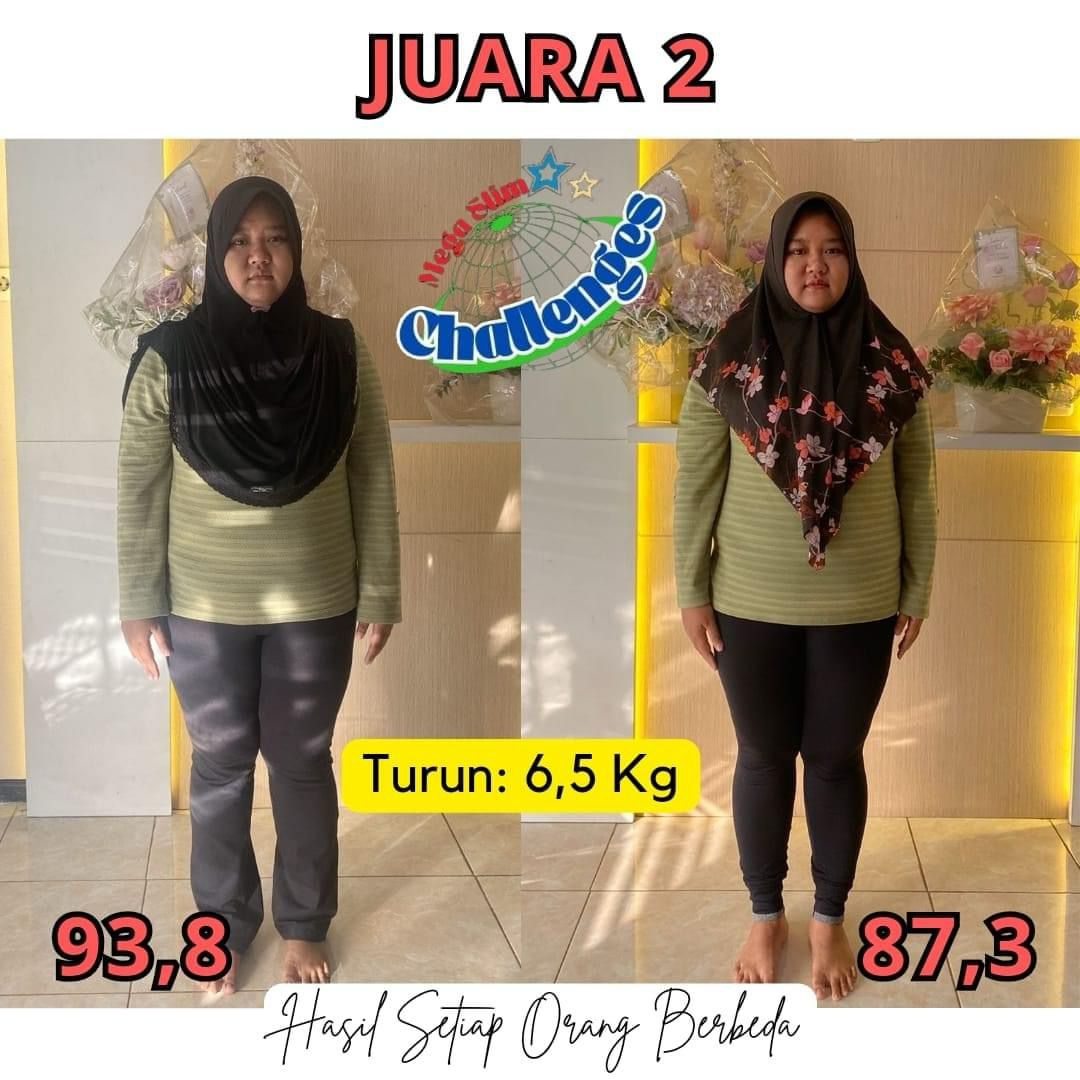 JUARA 2
Mega Slim
Challenges
Turun: 6,5 Kg
93,8
87,3
Hasil Setiap Orang Berbeda